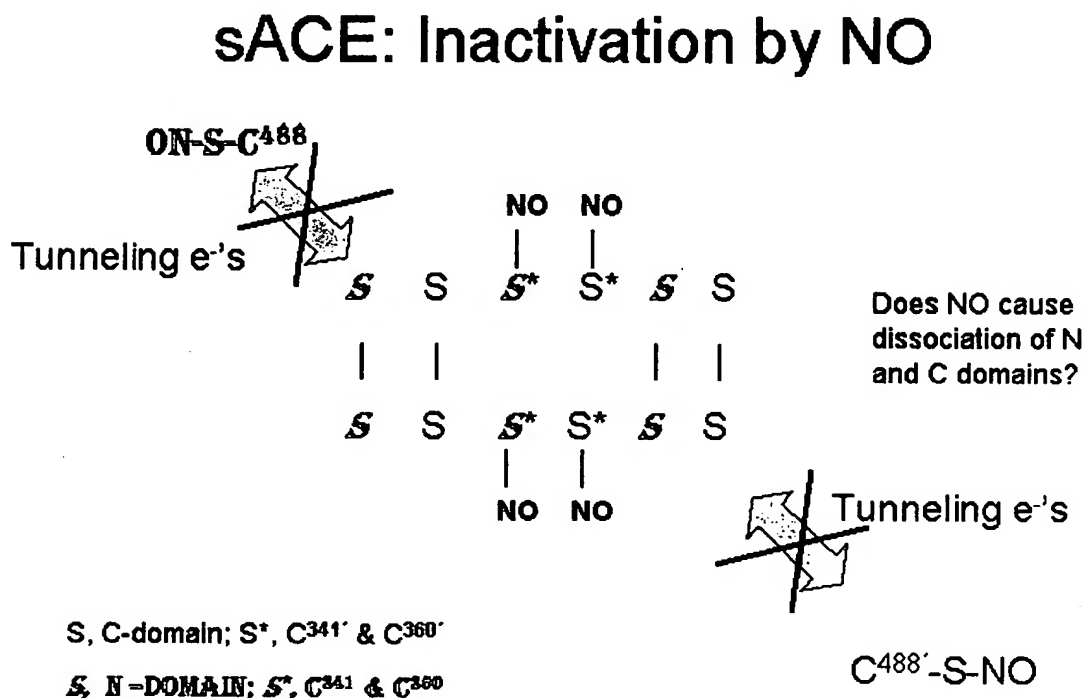 sACE: Inactivation by NO
ON-S-C⁴⁸⁸
Tunneling e⁻'s
NO NO
S S S* S* S S
Does NO cause
dissociation of N
and C domains?
S S S* S* S S
NO NO
Tunneling e⁻'s
S, C-domain; S*, C³⁴¹′ & C³⁶⁰′
S, N-DOMAIN; S*, C³⁴¹ & C³⁶⁰
C⁴⁸⁸′-S-NO